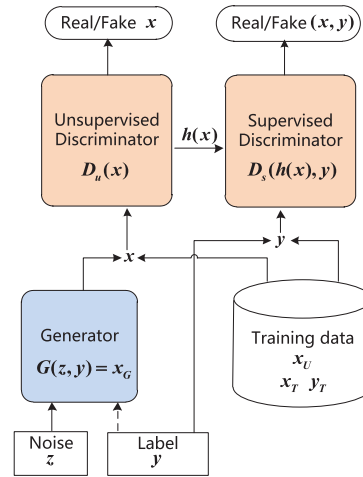 Real/Fake x
Real/Fake (x, y)
Unsupervised
Discriminator
D_u(x)
h(x)
Supervised
Discriminator
D_s(h(x), y)
x
y
Generator
G(z, y) = x_G
Training data
x_U
x_T y_T
Noise
z
Label
y